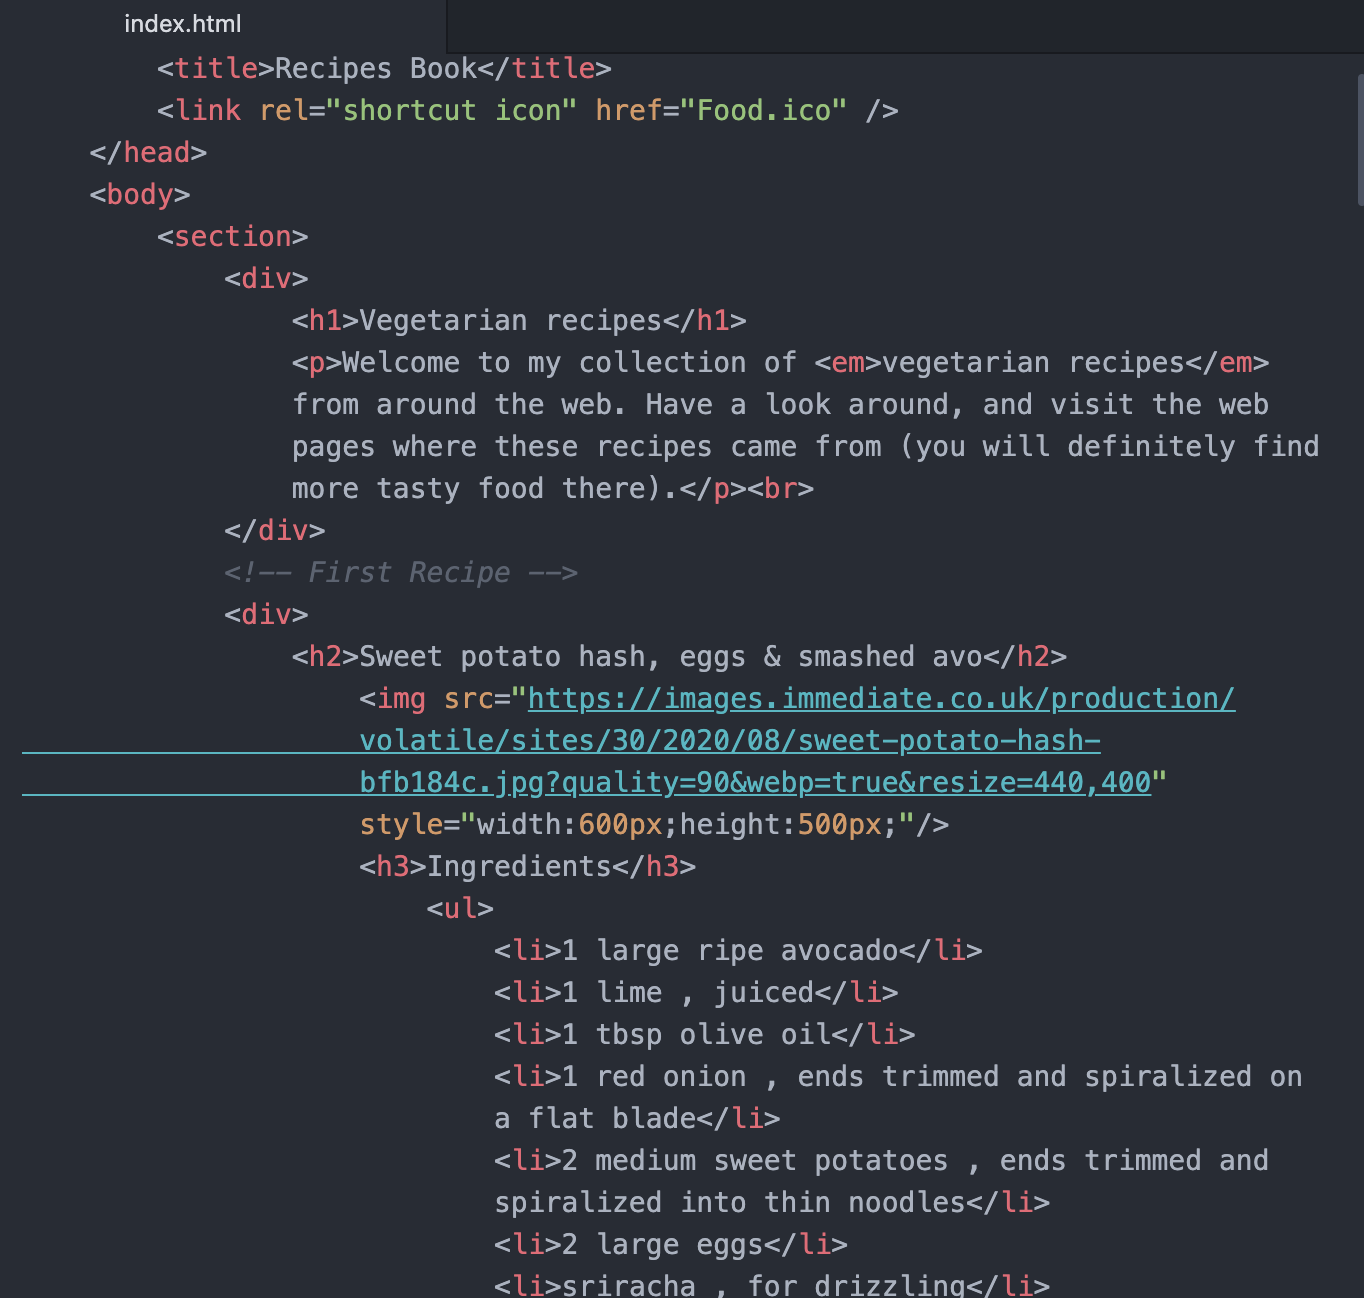 index.html
<title>Recipes Book</title>
<link rel="shortcut icon" href="Food.ico" />
</head>
<body>
<section>
<div>
<h1>Vegetarian recipes</h1>
<p>Welcome to my collection of <em>vegetarian recipes</em>
from around the web. Have a look around, and visit the web
pages where these recipes came from (you will definitely find
more tasty food there).</p><br>
</div>
<!-- First Recipe -->
<div>
<h2>Sweet potato hash, eggs & smashed avo</h2>
<img src="https://images.immediate.co.uk/production/
volatile/sites/30/2020/08/sweet-potato-hash-
bfb184c.jpg?quality=90&webp=true&resize=440,400"
style="width:600px;height:500px;"/>
<h3>Ingredients</h3>
<ul>
<li>1 large ripe avocado</li>
<li>1 lime , juiced</li>
<li>1 tbsp olive oil</li>
<li>1 red onion , ends trimmed and spiralized on
a flat blade</li>
<li>2 medium sweet potatoes , ends trimmed and
spiralized into thin noodles</li>
<li>2 large eggs</li>
<li>sriracha , for drizzling</li>